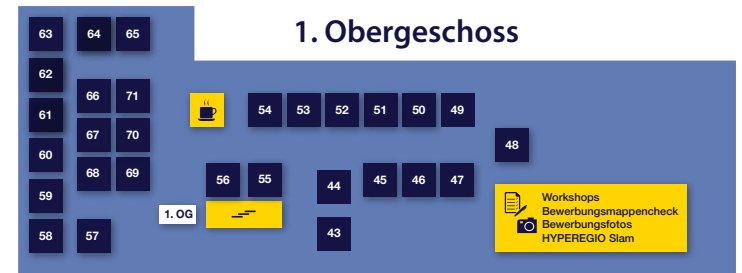 1. Obergeschoss
63 64 65
62
66 71
61
54 53 52 51 50 49
67 70
48
60
68 69
56 55
44
45 46 47
59
Workshops
Bewerbungsmappencheck
Bewerbungsfotos
HYPEREGIO Slam
1. OG
58 57
43